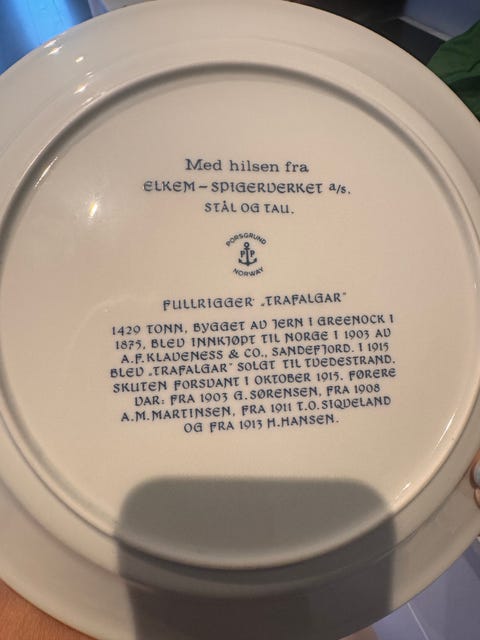 Med hilsen fra
ELKEM – SPIGERVERKET a/s.
STÅL OG TAU.
PORSGRUND
P P
NORWAY
FULLRIGGER „TRAFALGAR"
1429 TONN, BYGGET AV JERN I GREENOCK I
1875, BLEV INNKJØPT TIL NORGE I 1903 AV
A.F. KLAVENESS & CO., SANDEFJORD. I 1915
BLEV „TRAFALGAR" SOLGT TIL TVEDESTRAND.
SKUTEN FORSVANT I OKTOBER 1915. FØRERE
VAR: FRA 1903 G. SØRENSEN, FRA 1908
A.M. MARTINSEN, FRA 1911 T.O. SIQVELAND
OG FRA 1913 H. HANSEN.